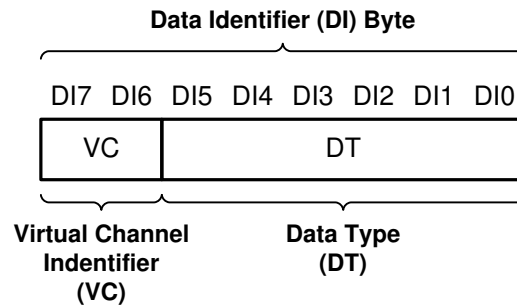 Data Identifier (DI) Byte
DI7 DI6 DI5 DI4 DI3 DI2 DI1 DI0
VC DT
Virtual Channel Data Type
Indentifier (DT)
(VC)